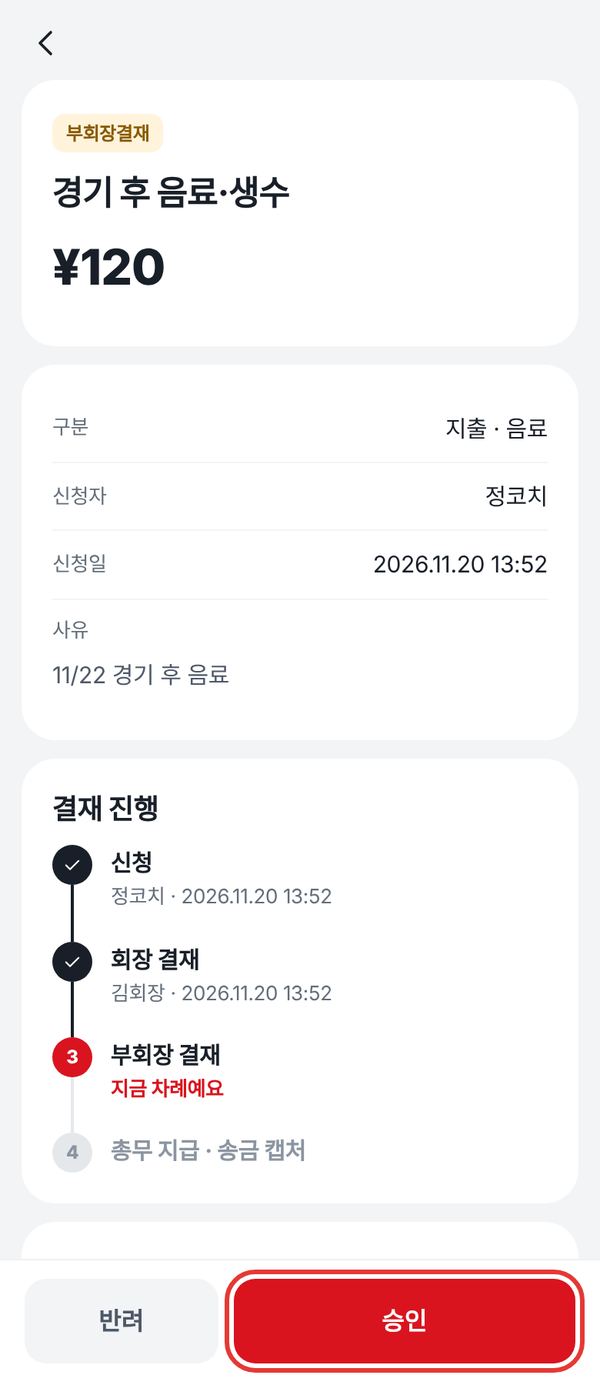 부회장결재
경기 후 음료·생수
¥120
구분 지출 · 음료
신청자 정코치
신청일 2026.11.20 13:52
사유
11/22 경기 후 음료
결재 진행
신청
정코치 · 2026.11.20 13:52
회장 결재
김회장 · 2026.11.20 13:52
3 부회장 결재
지금 차례예요
4 총무 지급 · 송금 캡처
반려 승인